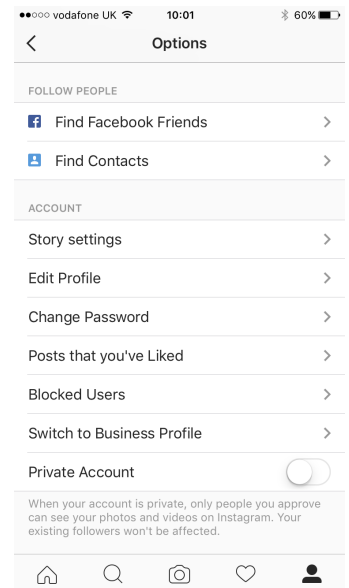 vodafone UK 10:01 60%
Options
FOLLOW PEOPLE
Find Facebook Friends
Find Contacts
ACCOUNT
Story settings
Edit Profile
Change Password
Posts that you've Liked
Blocked Users
Switch to Business Profile
Private Account
When your account is private, only people you approve
can see your photos and videos on Instagram. Your
existing followers won't be affected.